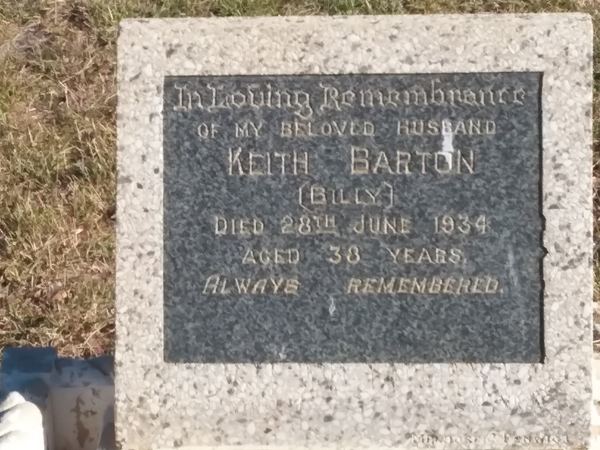 In Loving Remembrance
OF MY BELOVED HUSBAND
KEITH BARTON
(BILLY)
DIED 28TH JUNE 1934
AGED 38 YEARS.
ALWAYS REMEMBERED.